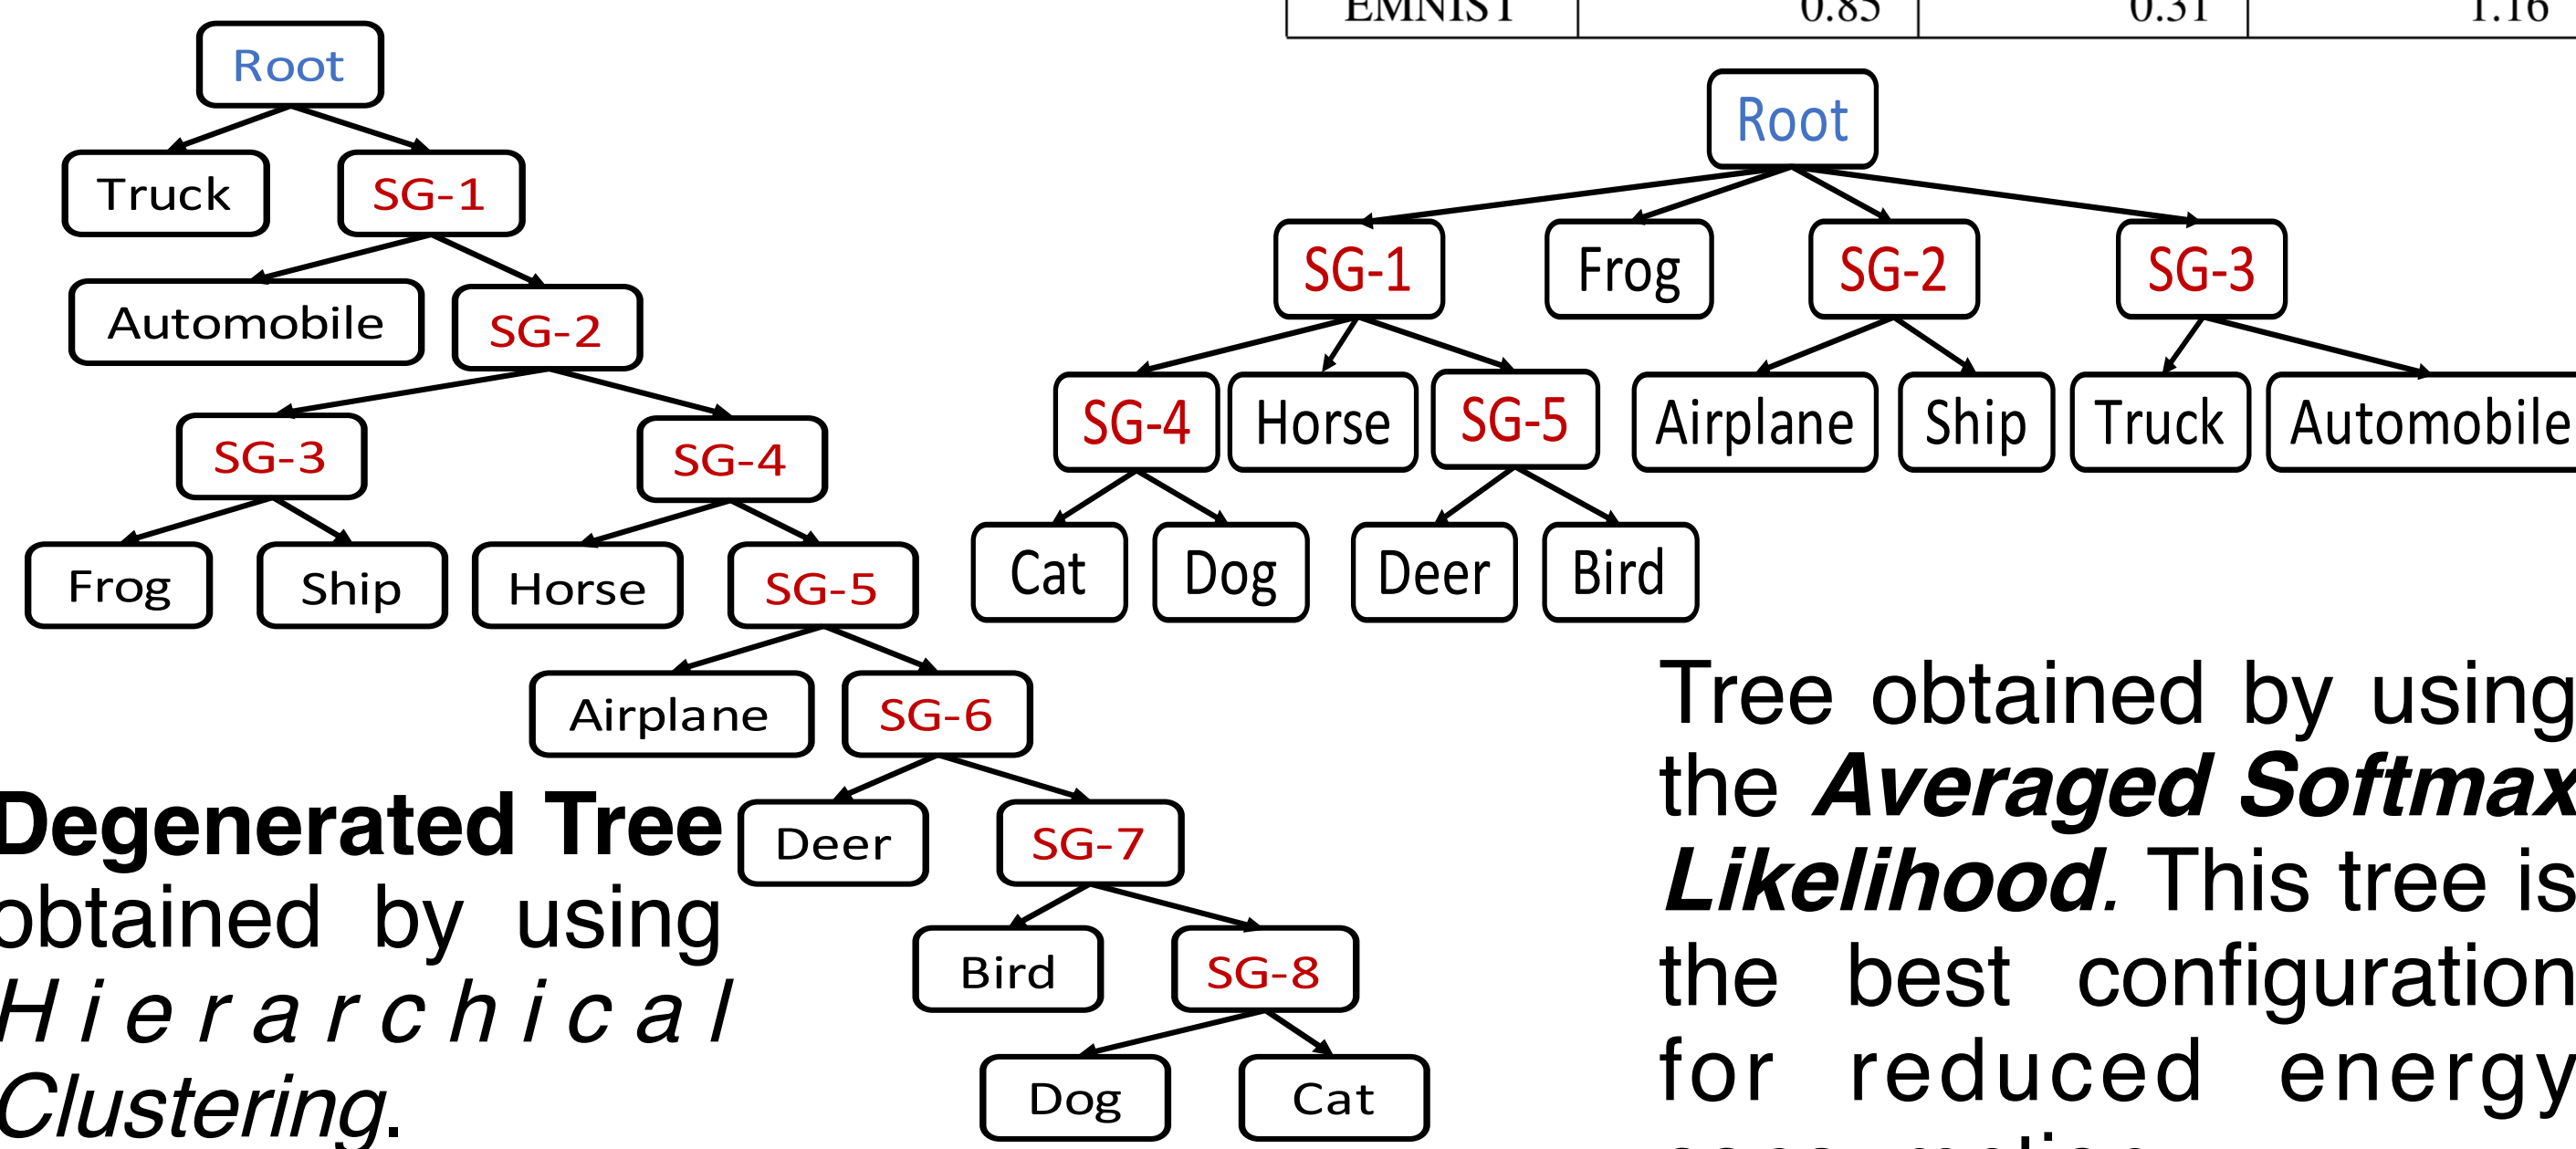 EMNIST 0.85 0.31 1.16
Root
Truck SG-1
Automobile SG-2
SG-3 SG-4
Frog Ship Horse SG-5
Airplane SG-6
Deer SG-7
Bird SG-8
Dog Cat
Degenerated Tree
obtained by using
Hierarchical
Clustering.
Root
SG-1 Frog SG-2 SG-3
SG-4 Horse SG-5 Airplane Ship Truck Automobile
Cat Dog Deer Bird
Tree obtained by using
the Averaged Softmax
Likelihood. This tree is
the best configuration
for reduced energy